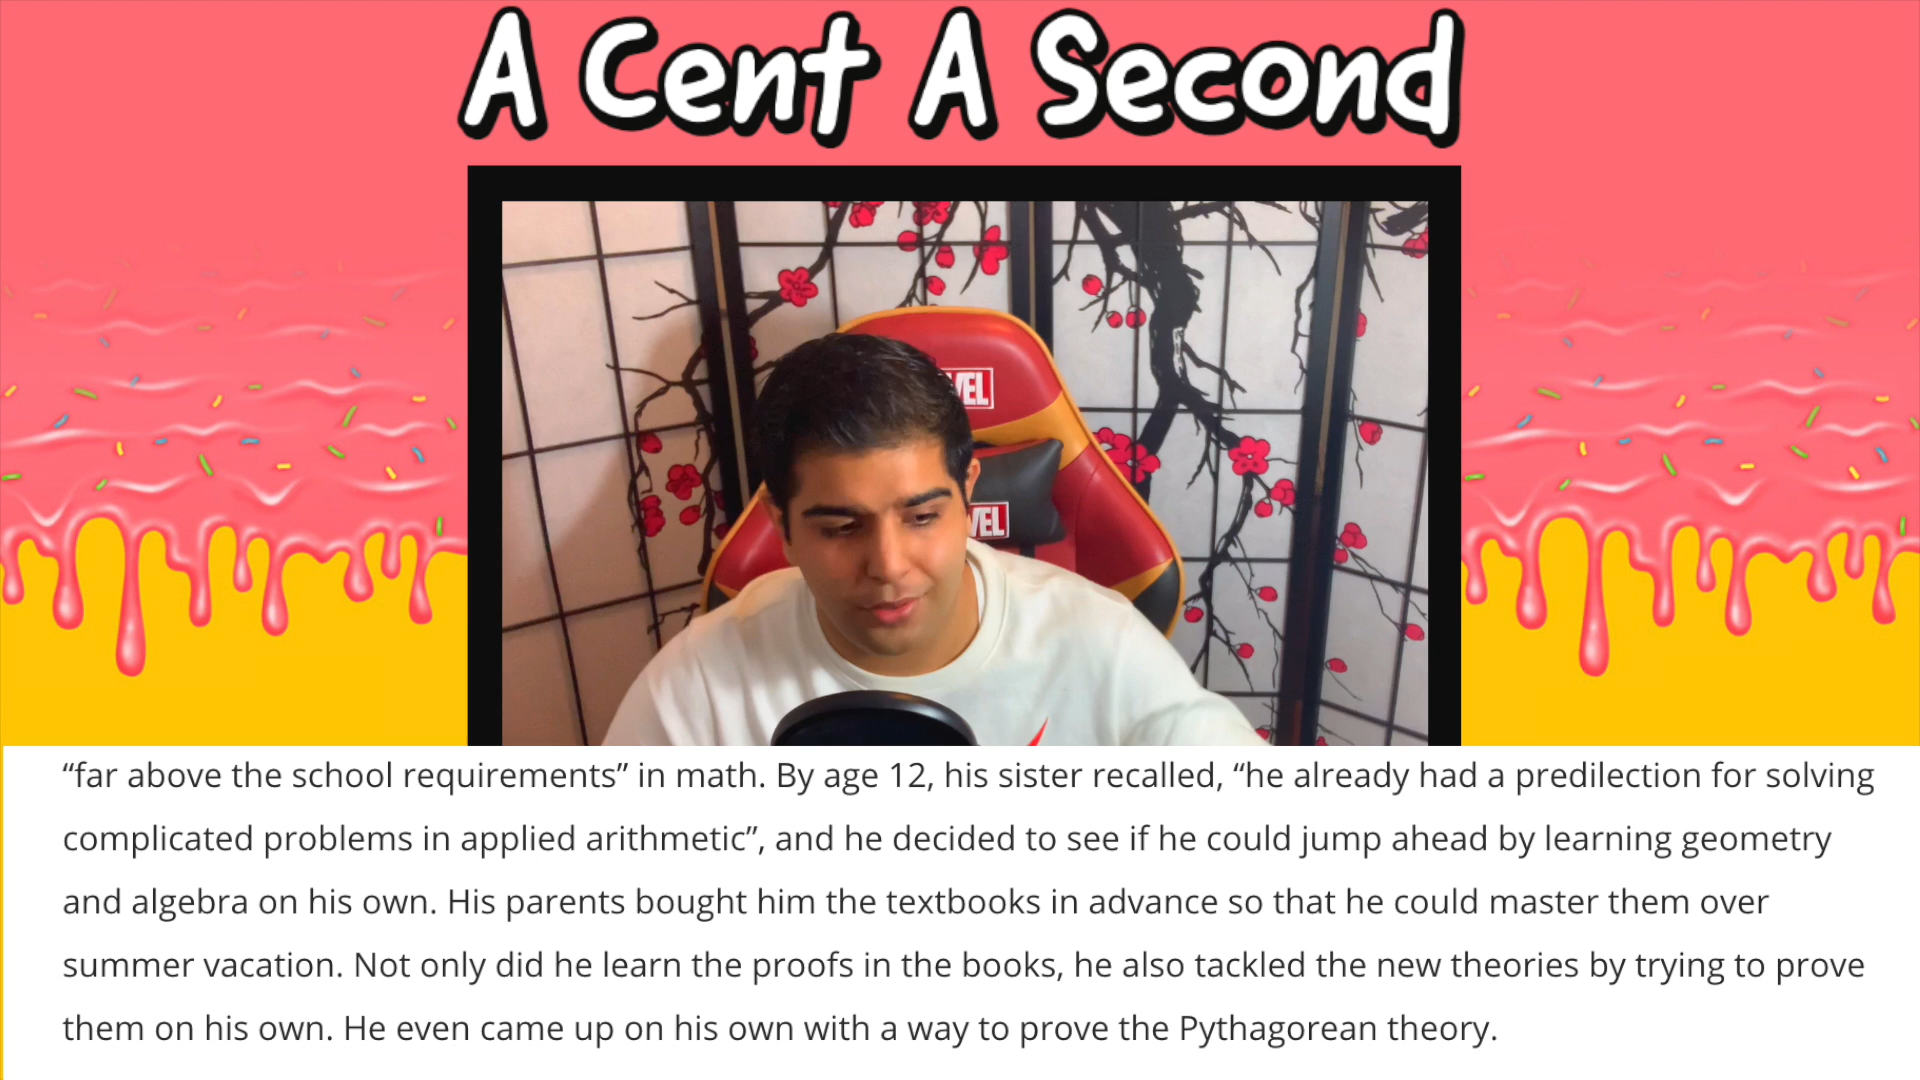 A Cent A Second
VEL
VEL
“far above the school requirements” in math. By age 12, his sister recalled, “he already had a predilection for solving
complicated problems in applied arithmetic”, and he decided to see if he could jump ahead by learning geometry
and algebra on his own. His parents bought him the textbooks in advance so that he could master them over
summer vacation. Not only did he learn the proofs in the books, he also tackled the new theories by trying to prove
them on his own. He even came up on his own with a way to prove the Pythagorean theory.